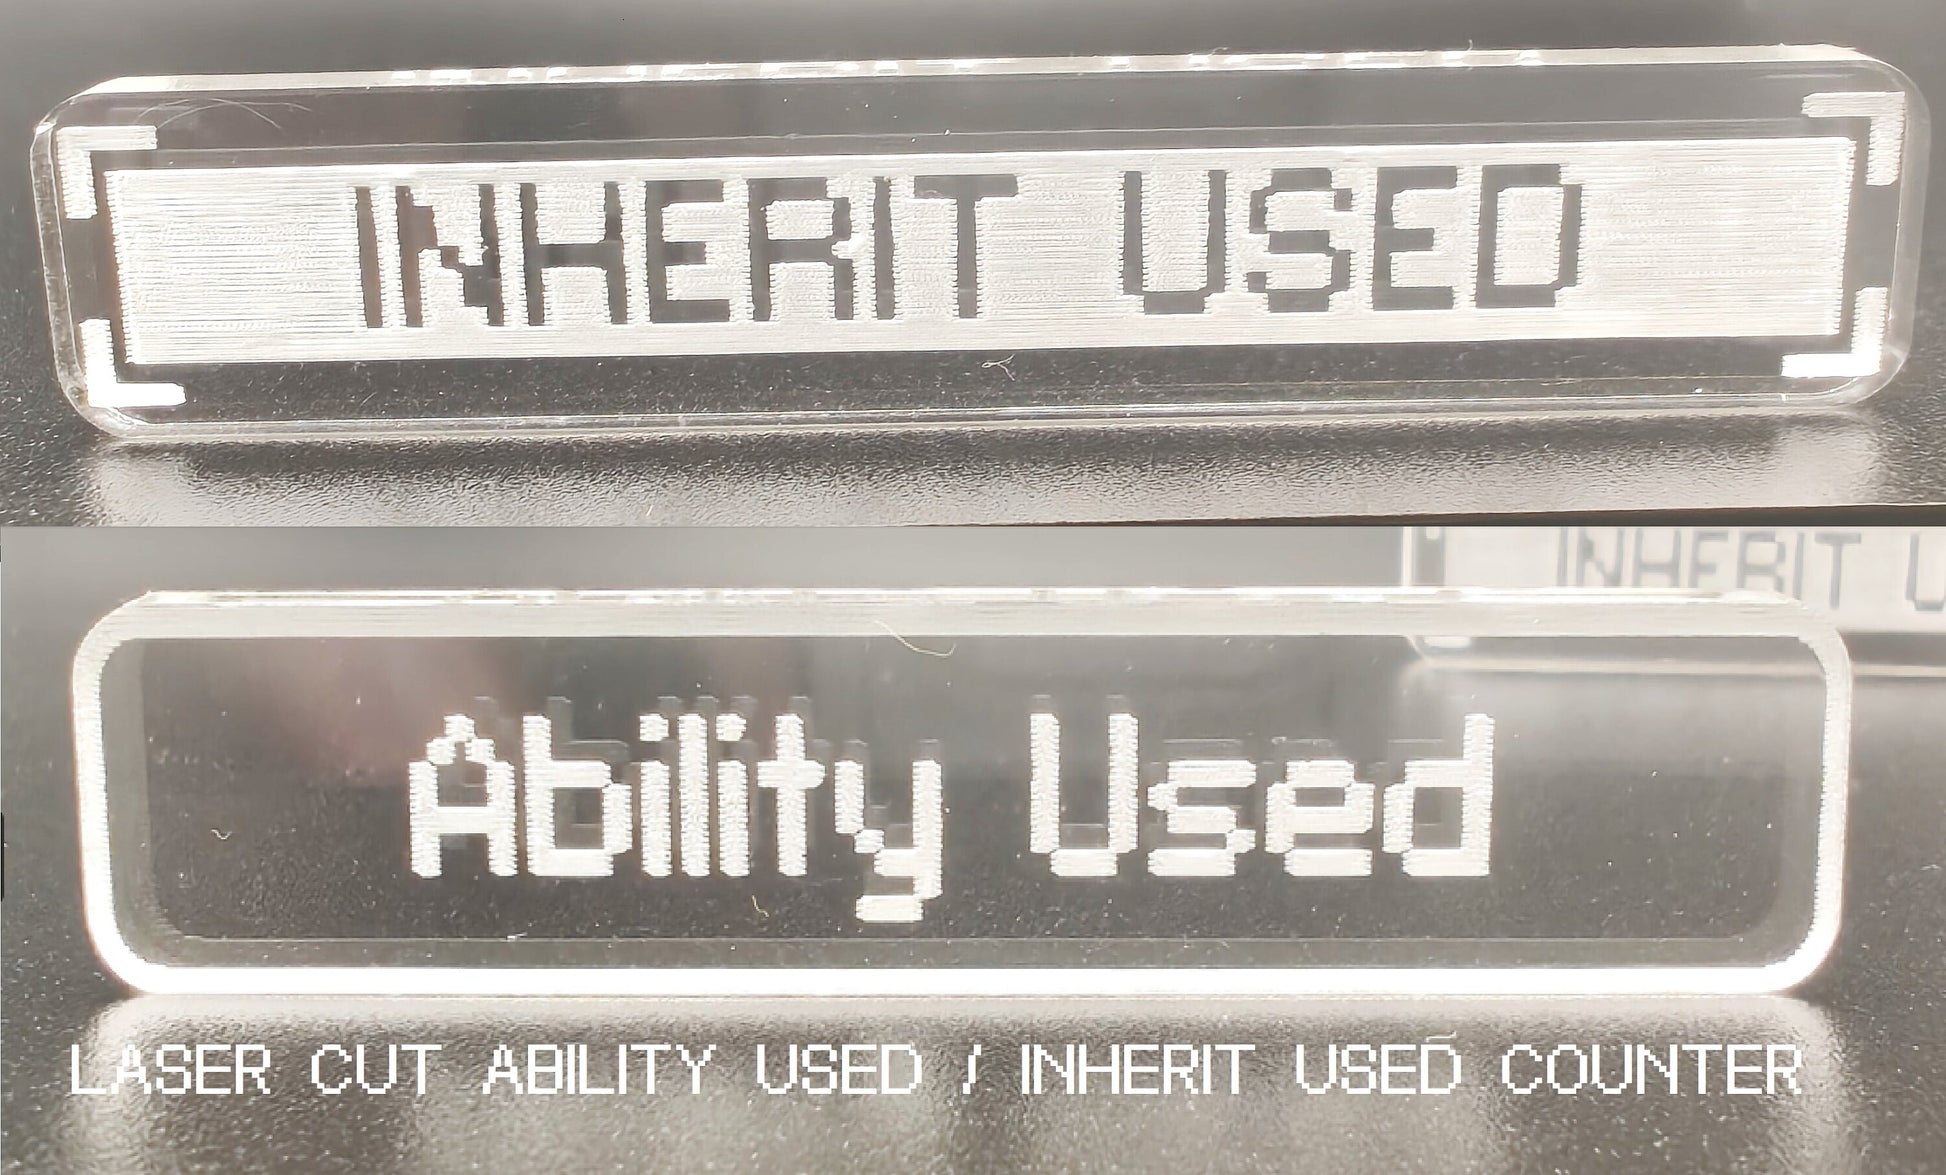 INHERIT USED
INHERIT U
Ability Used
LASER CUT ABILITY USED / INHERIT USED COUNTER